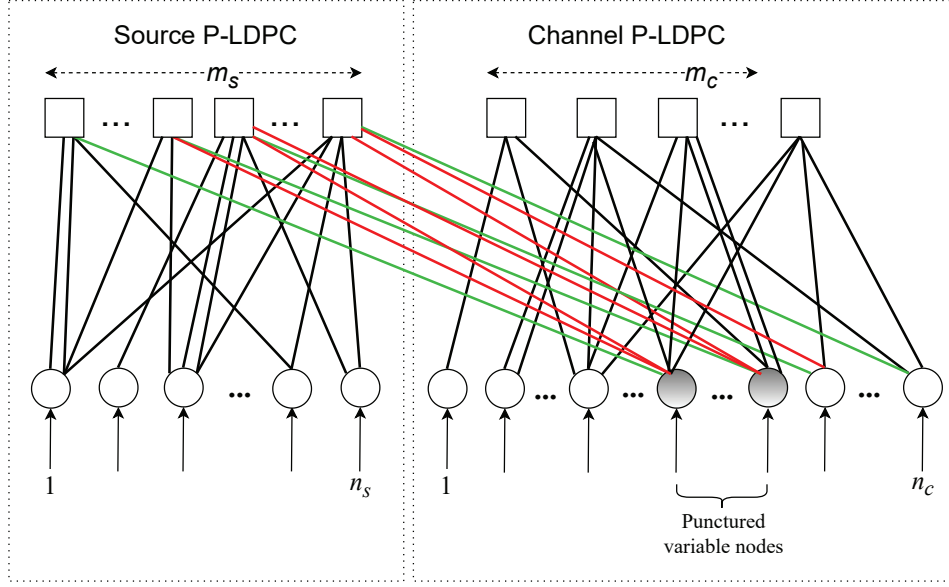 Source P-LDPC
Channel P-LDPC
m_s
m_c
... ... ...
... ... ... ...
1
n_s
1
n_c
Punctured
variable nodes